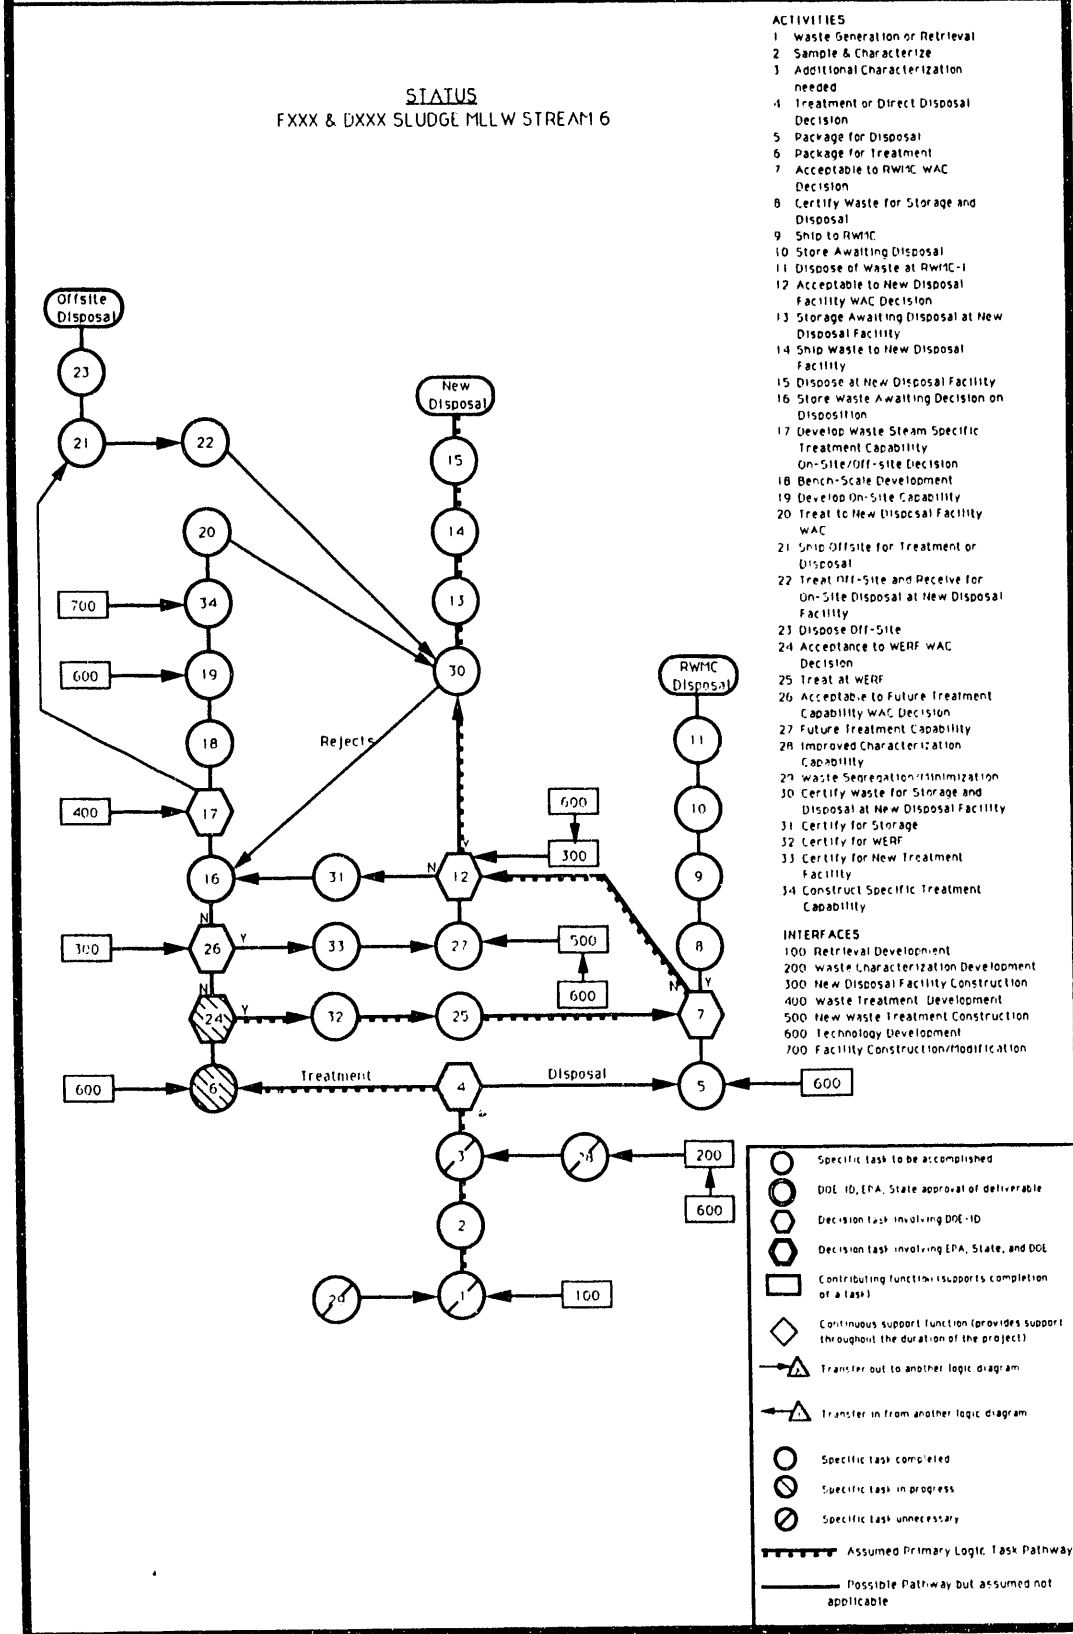 STATUS
FXXX & DXXX SLUDGE MLLW STREAM 6
ACTIVITIES
1 Waste Generation or Retrieval
2 Sample & Characterize
3 Additional Characterization
needed
4 Treatment or Direct Disposal
Decision
5 Package for Disposal
6 Package for Treatment
7 Acceptable to RWMC WAC
Decision
8 Certify Waste for Storage and
Disposal
9 Ship to RWMC
10 Store Awaiting Disposal
11 Dispose of Waste at RWMC-1
12 Acceptable to New Disposal
Facility WAC Decision
13 Storage Awaiting Disposal at New
Disposal Facility
14 Ship Waste to New Disposal
Facility
15 Dispose at New Disposal Facility
16 Store Waste Awaiting Decision on
Disposition
17 Develop Waste Steam Specific
Treatment Capability
On-Site/Off-site Decision
18 Bench-Scale Development
19 Develop On-Site Capability
20 Treat to New Disposal Facility
WAC
21 Ship Offsite for Treatment or
Disposal
22 Treat Off-Site and Receive for
On-Site Disposal at New Disposal
Facility
23 Dispose Off-Site
24 Acceptance to WERF WAC
Decision
25 Treat at WERF
26 Acceptable to Future Treatment
Capability WAC Decision
27 Future Treatment Capability
28 Improved Characterization
Capability
29 Waste Segregation/Minimization
30 Certify Waste for Storage and
Disposal at New Disposal Facility
31 Certify for Storage
32 Certify for WERF
33 Certify for New Treatment
Facility
34 Construct Specific Treatment
Capability
INTERFACES
100 Retrieval Development
200 Waste Characterization Development
300 New Disposal Facility Construction
400 Waste Treatment Development
500 New Waste Treatment Construction
600 Technology Development
700 Facility Construction/Modification
Offsite
Disposal
23
21
22
New
Disposal
15
14
13
30
20
700
34
600
19
18
400
17
Rejects
16
31
N
12
Y
600
300
RWMC
Disposal
11
10
9
8
N
Y
7
300
N
26
Y
33
27
500
600
N
24
Y
32
25
600
6
Treatment
4
Disposal
5
600
3
28
200
600
2
29
1
100
Specific task to be accomplished
DOE-ID, EPA, State approval of deliverable
Decision task involving DOE-ID
Decision task involving EPA, State, and DOE
Contributing function (supports completion
of a task)
Continuous support function (provides support
throughout the duration of the project)
Transfer out to another logic diagram
Transfer in from another logic diagram
Specific task completed
Specific task in progress
Specific task unnecessary
Assumed Primary Logic Task Pathway
Possible Pathway but assumed not
applicable